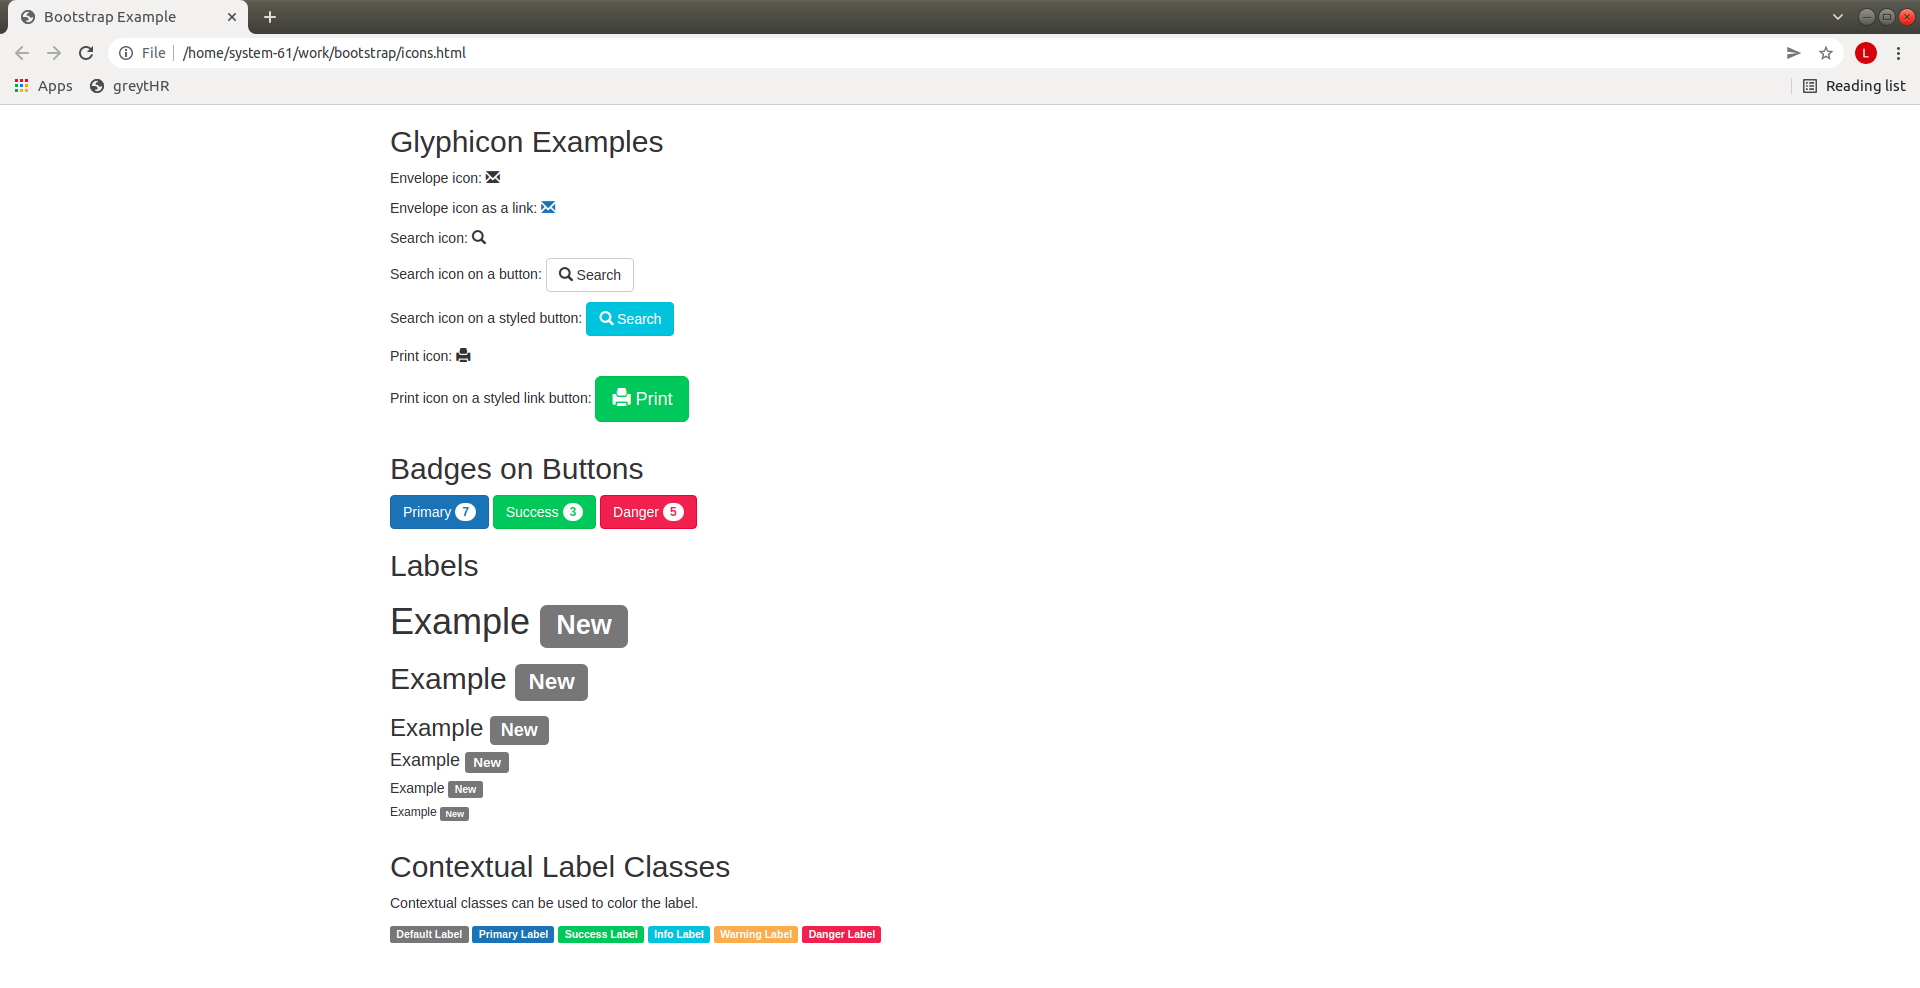 Bootstrap Example
File /home/system-61/work/bootstrap/icons.html
L
Apps greytHR Reading list
Glyphicon Examples
Envelope icon:
Envelope icon as a link:
Search icon:
Search icon on a button: Search
Search icon on a styled button: Search
Print icon:
Print icon on a styled link button: Print
Badges on Buttons
Primary 7 Success 3 Danger 5
Labels
Example New
Example New
Example New
Example New
Example New
Example New
Contextual Label Classes
Contextual classes can be used to color the label.
Default Label Primary Label Success Label Info Label Warning Label Danger Label